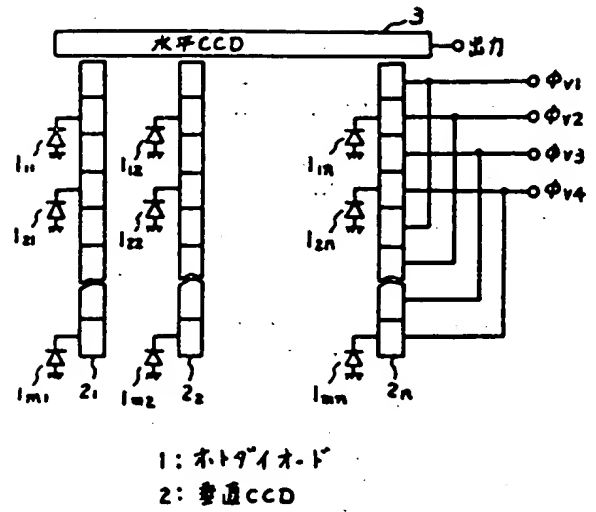 3
水平CCD
出力
φV1
φV2
φV3
φV4
1₁₁ 1₁₂ 1₁n
1₂₁ 1₂₂ 1₂n
1m₁ 2₁ 1m₂ 2₂ 1mn 2n
1: ホトダイオード
2: 垂直CCD